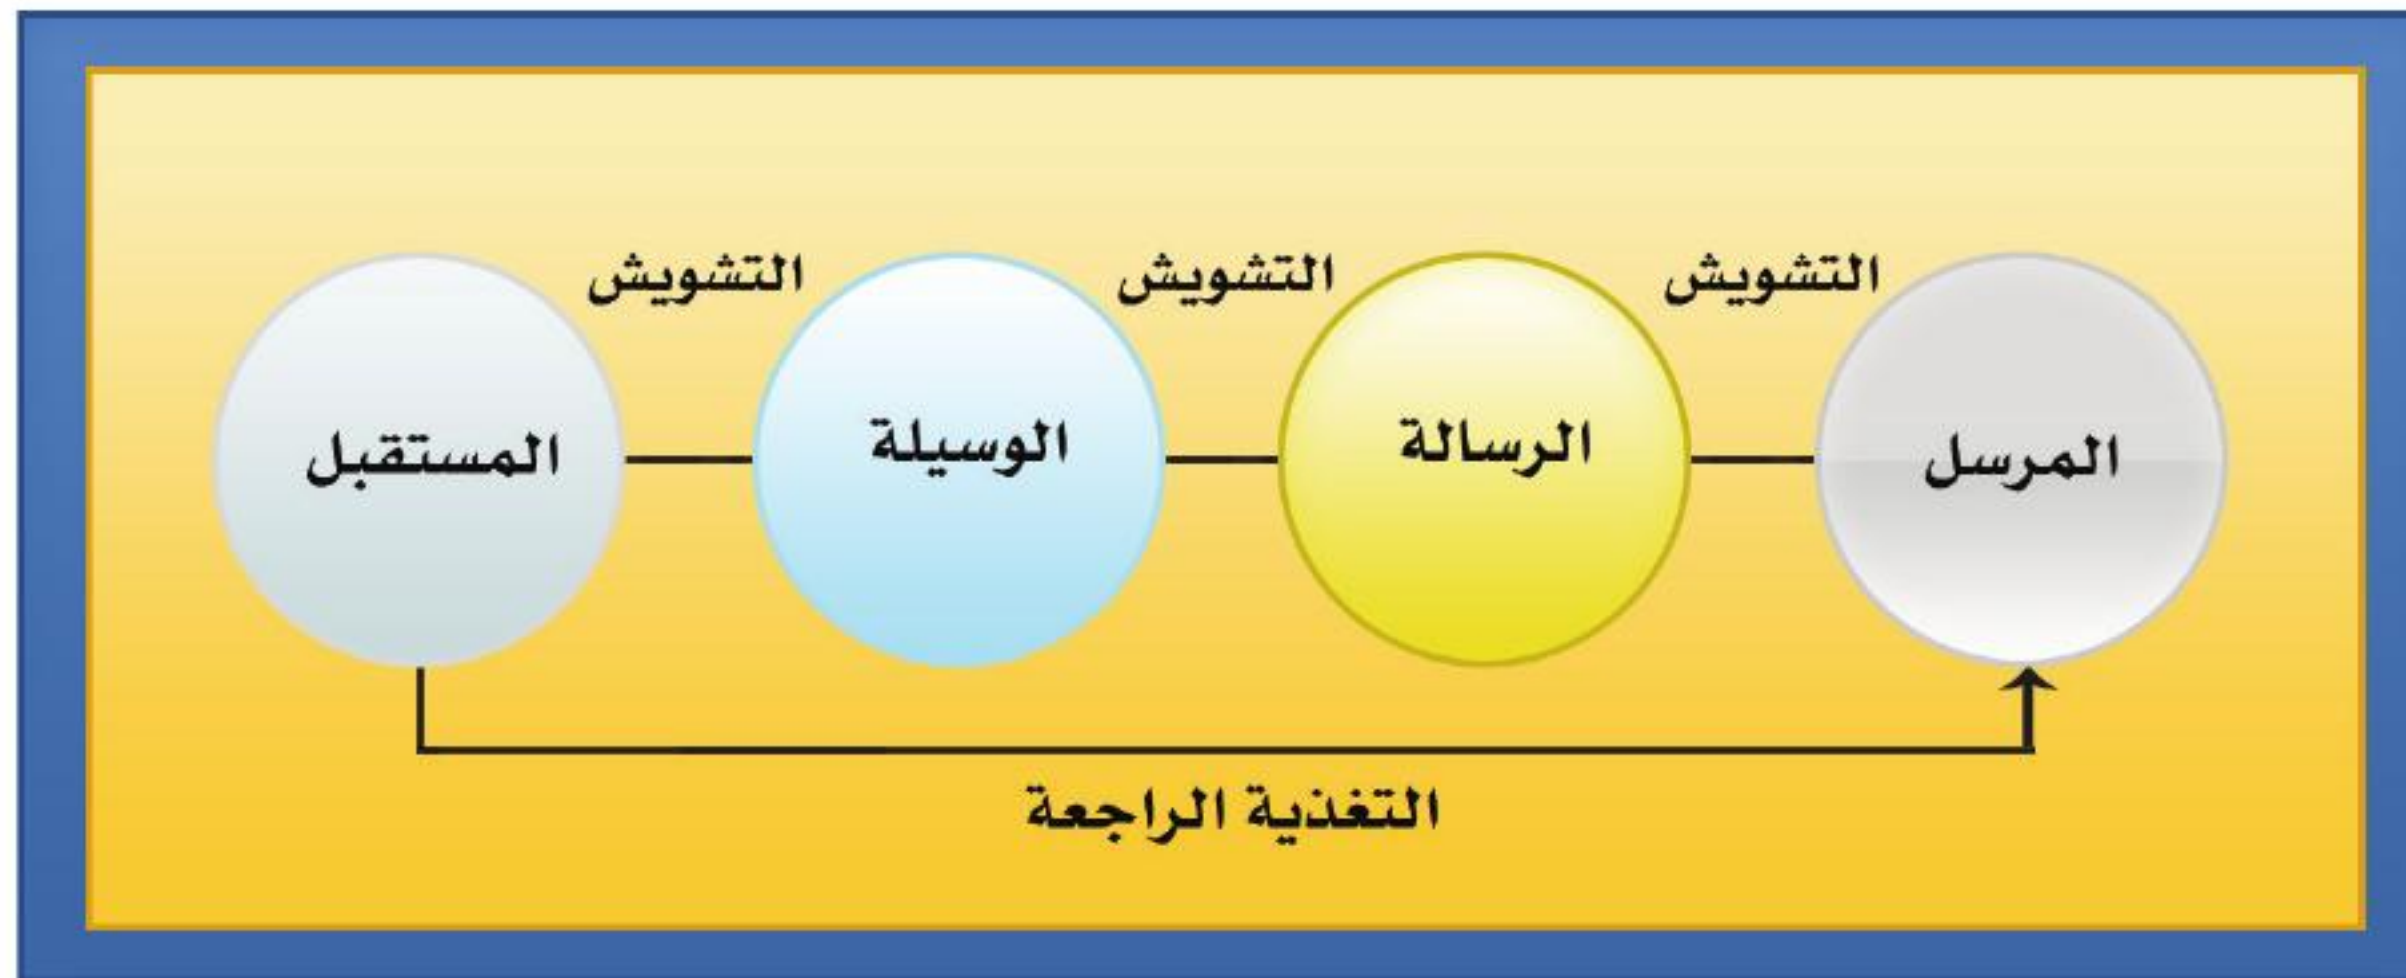 التشويش
التشويش
التشويش
المرسل
الرسالة
الوسيلة
المستقبل
التغذية الراجعة